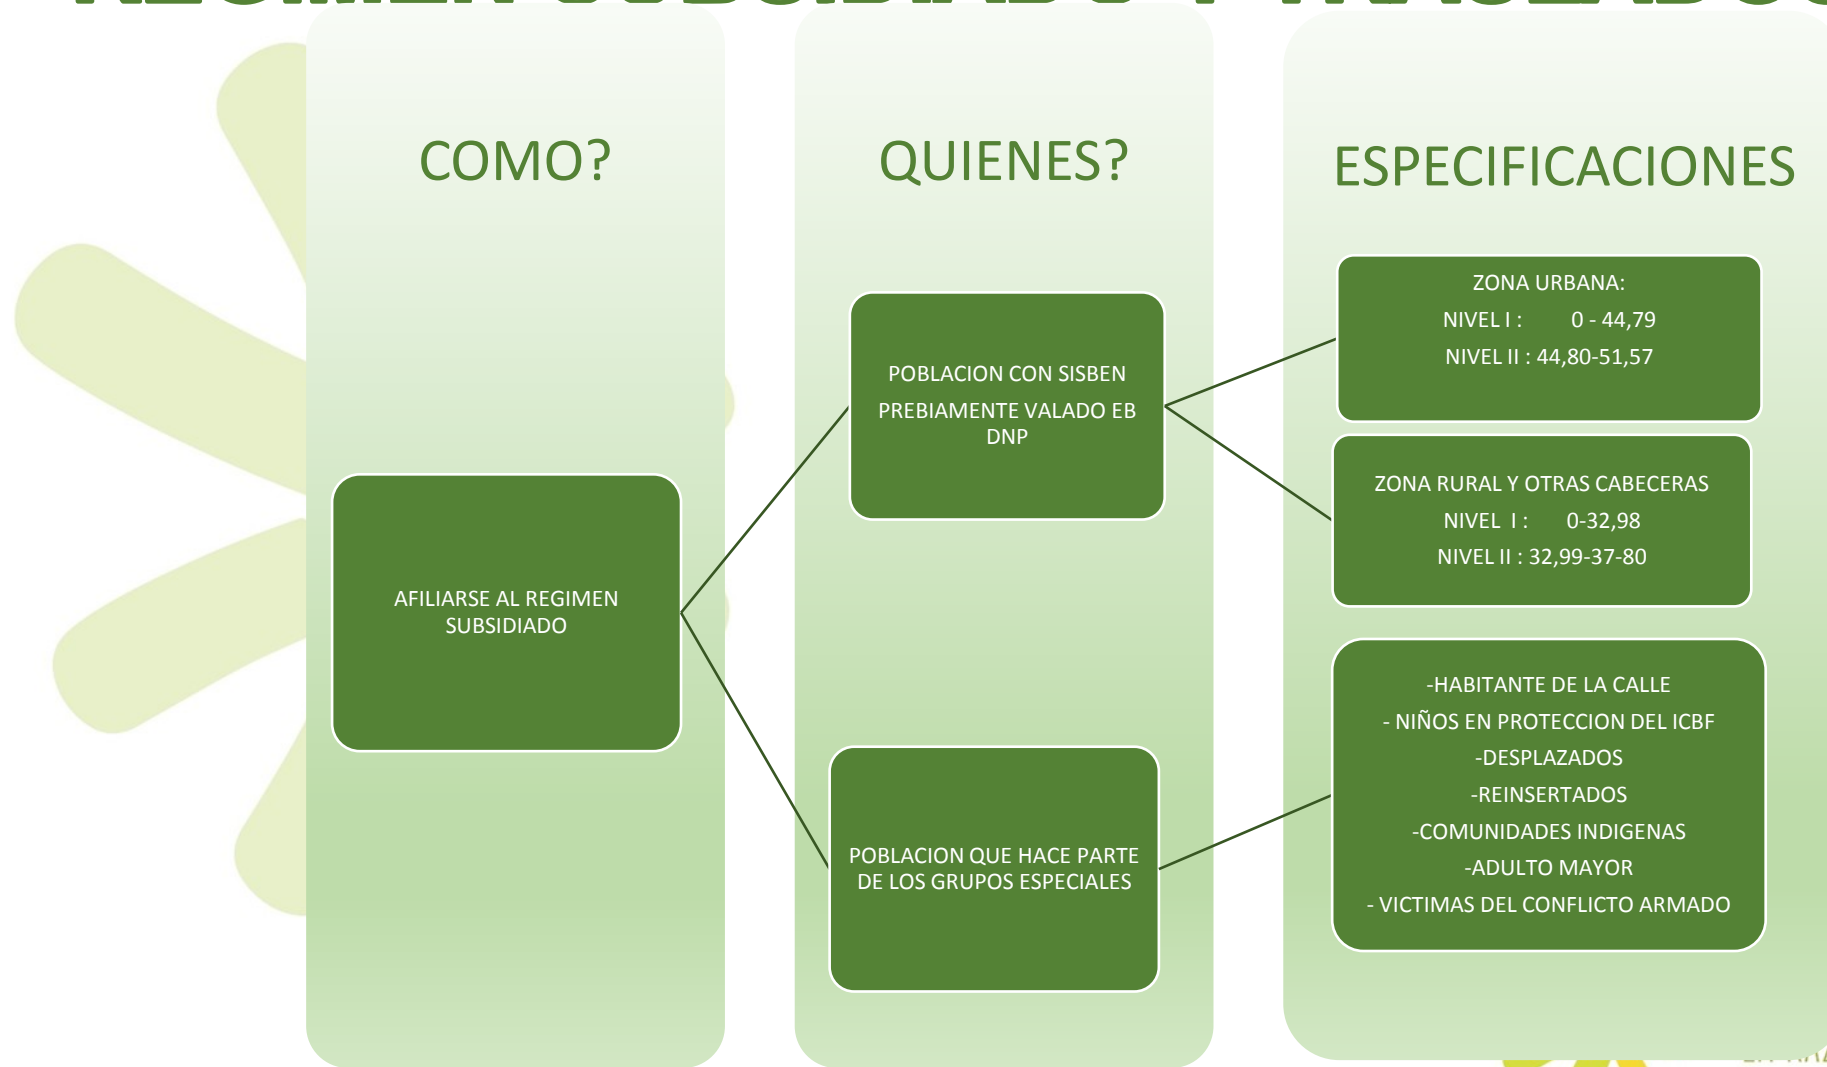 REGIMEN SUBSIDIADO Y TRASLADOS
COMO?
QUIENES?
ESPECIFICACIONES
AFILIARSE AL REGIMEN
SUBSIDIADO
POBLACION CON SISBEN
PREBIAMENTE VALADO EB
DNP
POBLACION QUE HACE PARTE
DE LOS GRUPOS ESPECIALES
ZONA URBANA:
NIVEL I : 0 - 44,79
NIVEL II : 44,80-51,57
ZONA RURAL Y OTRAS CABECERAS
NIVEL I : 0-32,98
NIVEL II : 32,99-37-80
-HABITANTE DE LA CALLE
- NIÑOS EN PROTECCION DEL ICBF
-DESPLAZADOS
-REINSERTADOS
-COMUNIDADES INDIGENAS
-ADULTO MAYOR
- VICTIMAS DEL CONFLICTO ARMADO